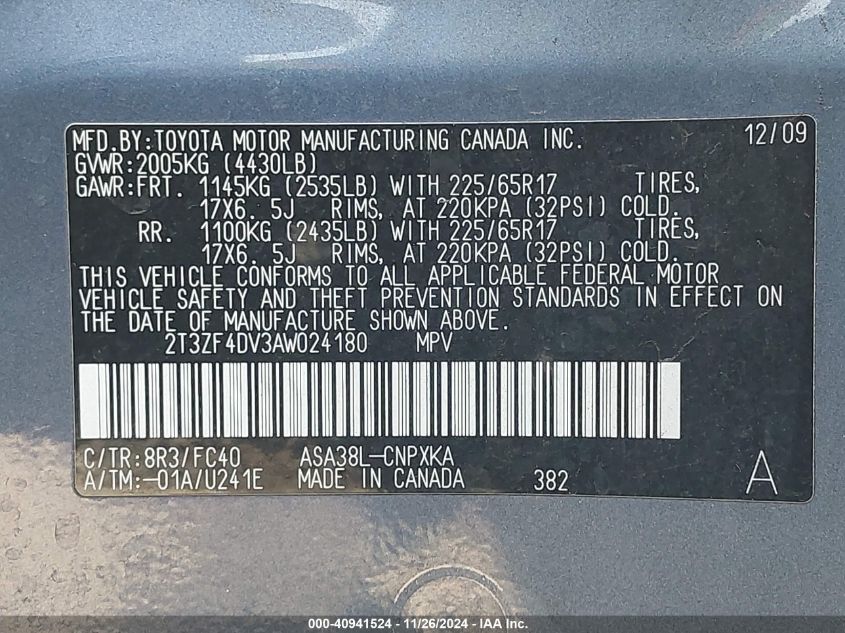 MFD.BY:TOYOTA MOTOR MANUFACTURING CANADA INC. 12/09
GVWR:2005KG (4430LB)
GAWR:FRT. 1145KG (2535LB) WITH 225/65R17 TIRES,
17X6. 5J RIMS, AT 220KPA (32PSI) COLD.
RR. 1100KG (2435LB) WITH 225/65R17 TIRES,
17X6. 5J RIMS, AT 220KPA (32PSI) COLD.
THIS VEHICLE CONFORMS TO ALL APPLICABLE FEDERAL MOTOR
VEHICLE SAFETY AND THEFT PREVENTION STANDARDS IN EFFECT ON
THE DATE OF MANUFACTURE SHOWN ABOVE.
2T3ZF4DV3AW024180 MPV
C/TR:8R3/FC40 ASA38L-CNPXKA
A/TM:-01A/U241E MADE IN CANADA 382 A
000-40941524 - 11/26/2024 - IAA Inc.